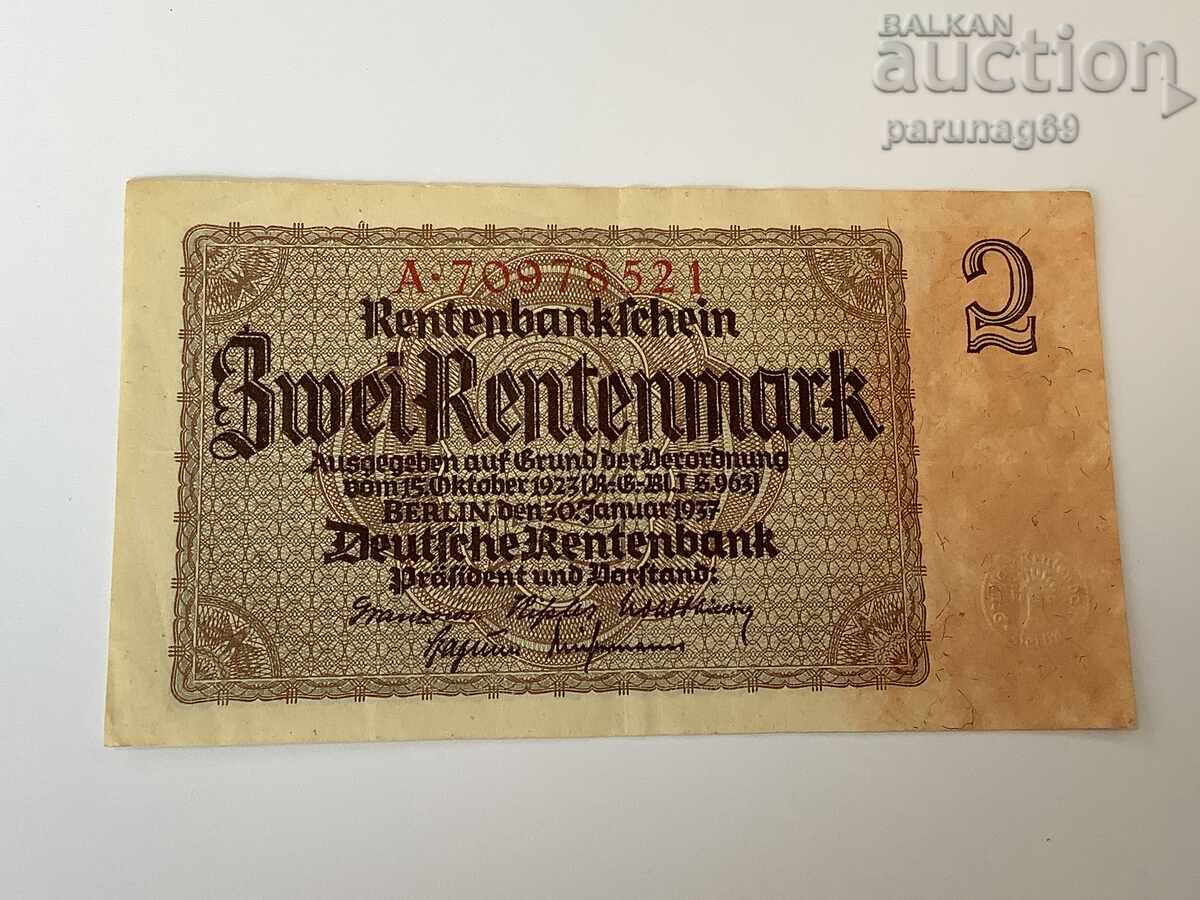 BALKAN
auction
parunag69
A·70978521
2
Rentenbankschein
Zwei Rentenmark
Ausgegeben auf Grund der Verordnung
vom 15. Oktober 1923 (R.-G.-Bl. I S. 963)
BERLIN, den 30. Januar 1937
Deutsche Rentenbank
Präsident und Vorstand: